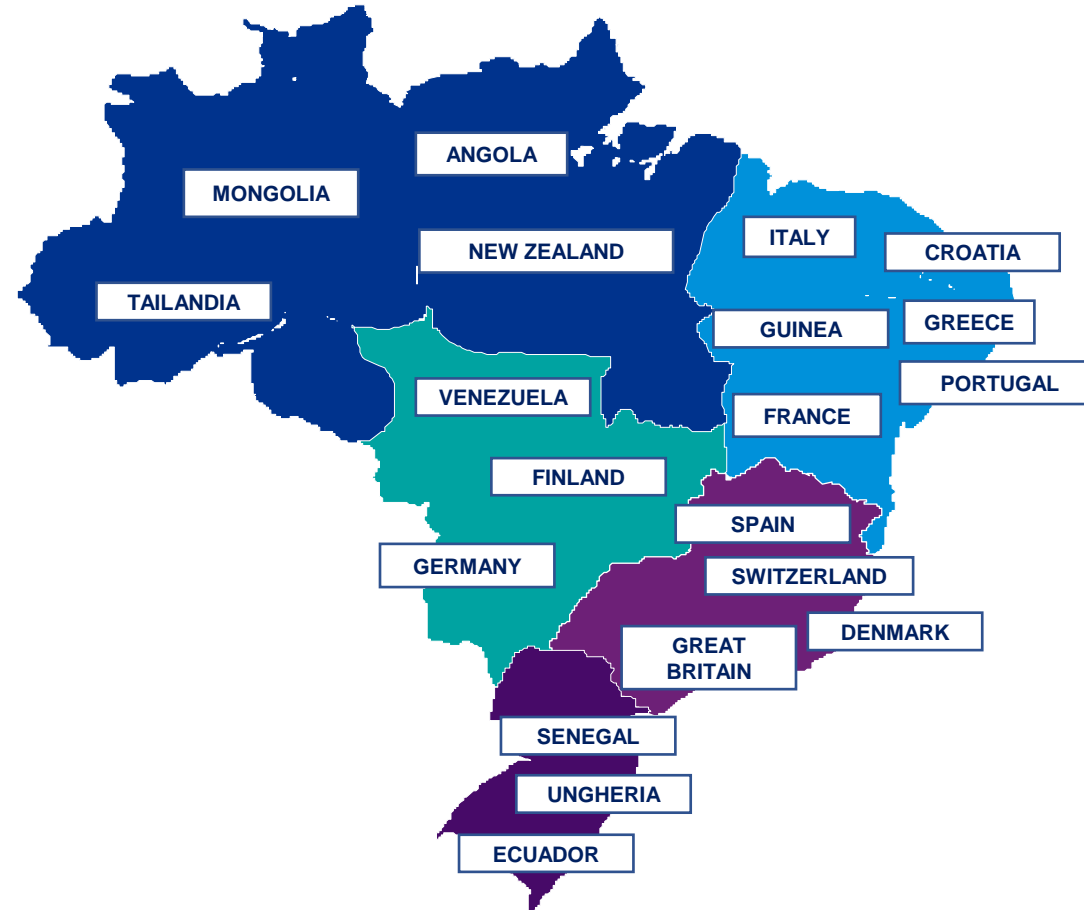 ANGOLA
MONGOLIA
ITALY
NEW ZEALAND
CROATIA
TAILANDIA
GUINEA
GREECE
PORTUGAL
VENEZUELA
FRANCE
FINLAND
SPAIN
GERMANY
SWITZERLAND
DENMARK
GREAT
BRITAIN
SENEGAL
UNGHERIA
ECUADOR